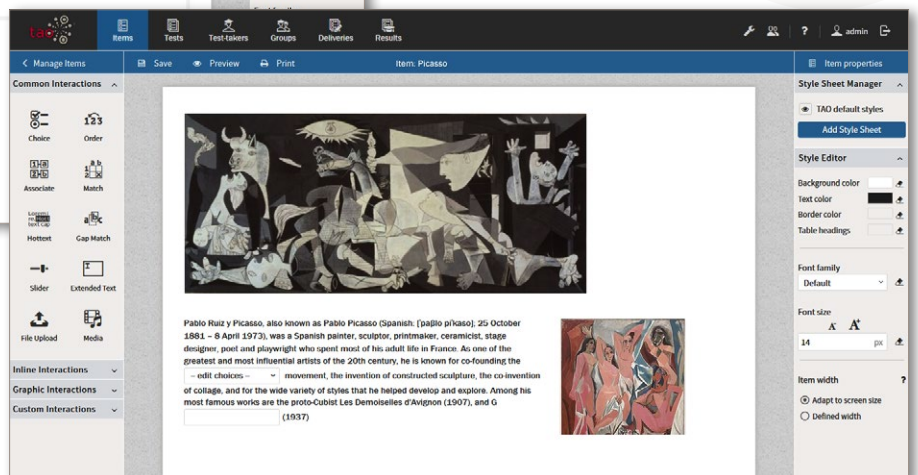 tao
Items
Tests
Test-takers
Groups
Deliveries
Results
?
admin
< Manage Items
Save
Preview
Print
Item: Picasso
Item properties
Common Interactions
Choice
Order
Associate
Match
Hottext
Gap Match
Slider
Extended Text
File Upload
Media
Inline Interactions
Graphic Interactions
Custom Interactions
Pablo Ruiz y Picasso, also known as Pablo Picasso (Spanish: [ˈpaβlo piˈkaso], 25 October
1881 – 8 April 1973), was a Spanish painter, sculptor, printmaker, ceramicist, stage
designer, poet and playwright who spent most of his adult life in France. As one of the
greatest and most influential artists of the 20th century, he is known for co-founding the
– edit choices – movement, the invention of constructed sculpture, the co-invention
of collage, and for the wide variety of styles that he helped develop and explore. Among his
most famous works are the proto-Cubist Les Demoiselles d'Avignon (1907), and G
(1937)
Style Sheet Manager
TAO default styles
Add Style Sheet
Style Editor
Background color
Text color
Border color
Table headings
Font family
Default
Font size
A A+
14 px
Item width ?
Adapt to screen size
Defined width